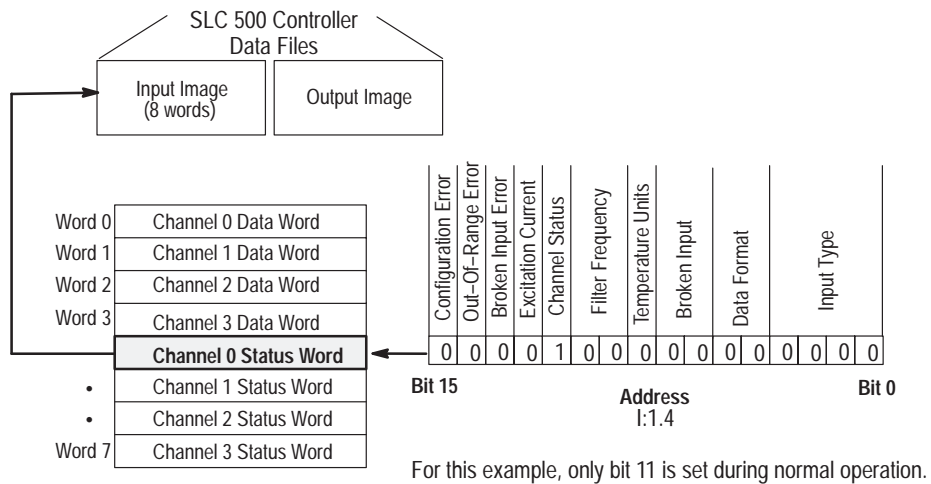 SLC 500 Controller
Data Files
Input Image
(8 words)
Output Image
Word 0
Channel 0 Data Word
Word 1
Channel 1 Data Word
Word 2
Channel 2 Data Word
Word 3
Channel 3 Data Word
Channel 0 Status Word
• Channel 1 Status Word
• Channel 2 Status Word
Word 7
Channel 3 Status Word
Configuration Error
Out–Of–Range Error
Broken Input Error
Excitation Current
Channel Status
Filter Frequency
Temperature Units
Broken Input
Data Format
Input Type
0 0 0 0 1 0 0 0 0 0 0 0 0 0 0 0
Bit 15
Address
I:1.4
Bit 0
For this example, only bit 11 is set during normal operation.